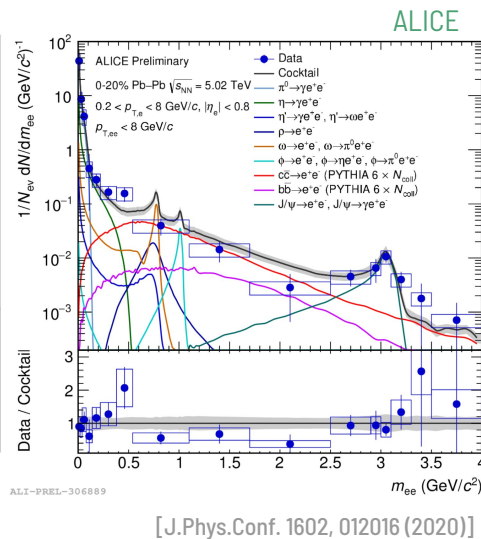 ALICE
ALICE Preliminary
0-20% Pb–Pb √sNN = 5.02 TeV
0.2 < pT,e < 8 GeV/c, |ηe| < 0.8
pT,ee < 8 GeV/c
Data
Cocktail
π⁰→γe⁺e⁻
η→γe⁺e⁻
η'→γe⁺e⁻, η'→ωe⁺e⁻
ρ→e⁺e⁻
ω→e⁺e⁻, ω→π⁰e⁺e⁻
ϕ→e⁺e⁻, ϕ→ηe⁺e⁻, ϕ→π⁰e⁺e⁻
cc̄→e⁺e⁻ (PYTHIA 6 × Ncoll)
bb̄→e⁺e⁻ (PYTHIA 6 × Ncoll)
J/ψ→e⁺e⁻, J/ψ→γe⁺e⁻
1/Nev dN/dmee (GeV/c²)⁻¹
10²
10
1
10⁻¹
10⁻²
10⁻³
Data / Cocktail
3
2
1
0 0.5 1 1.5 2 2.5 3 3.5 4
mee (GeV/c²)
ALI-PREL-306889
[J.Phys.Conf. 1602, 012016 (2020)]